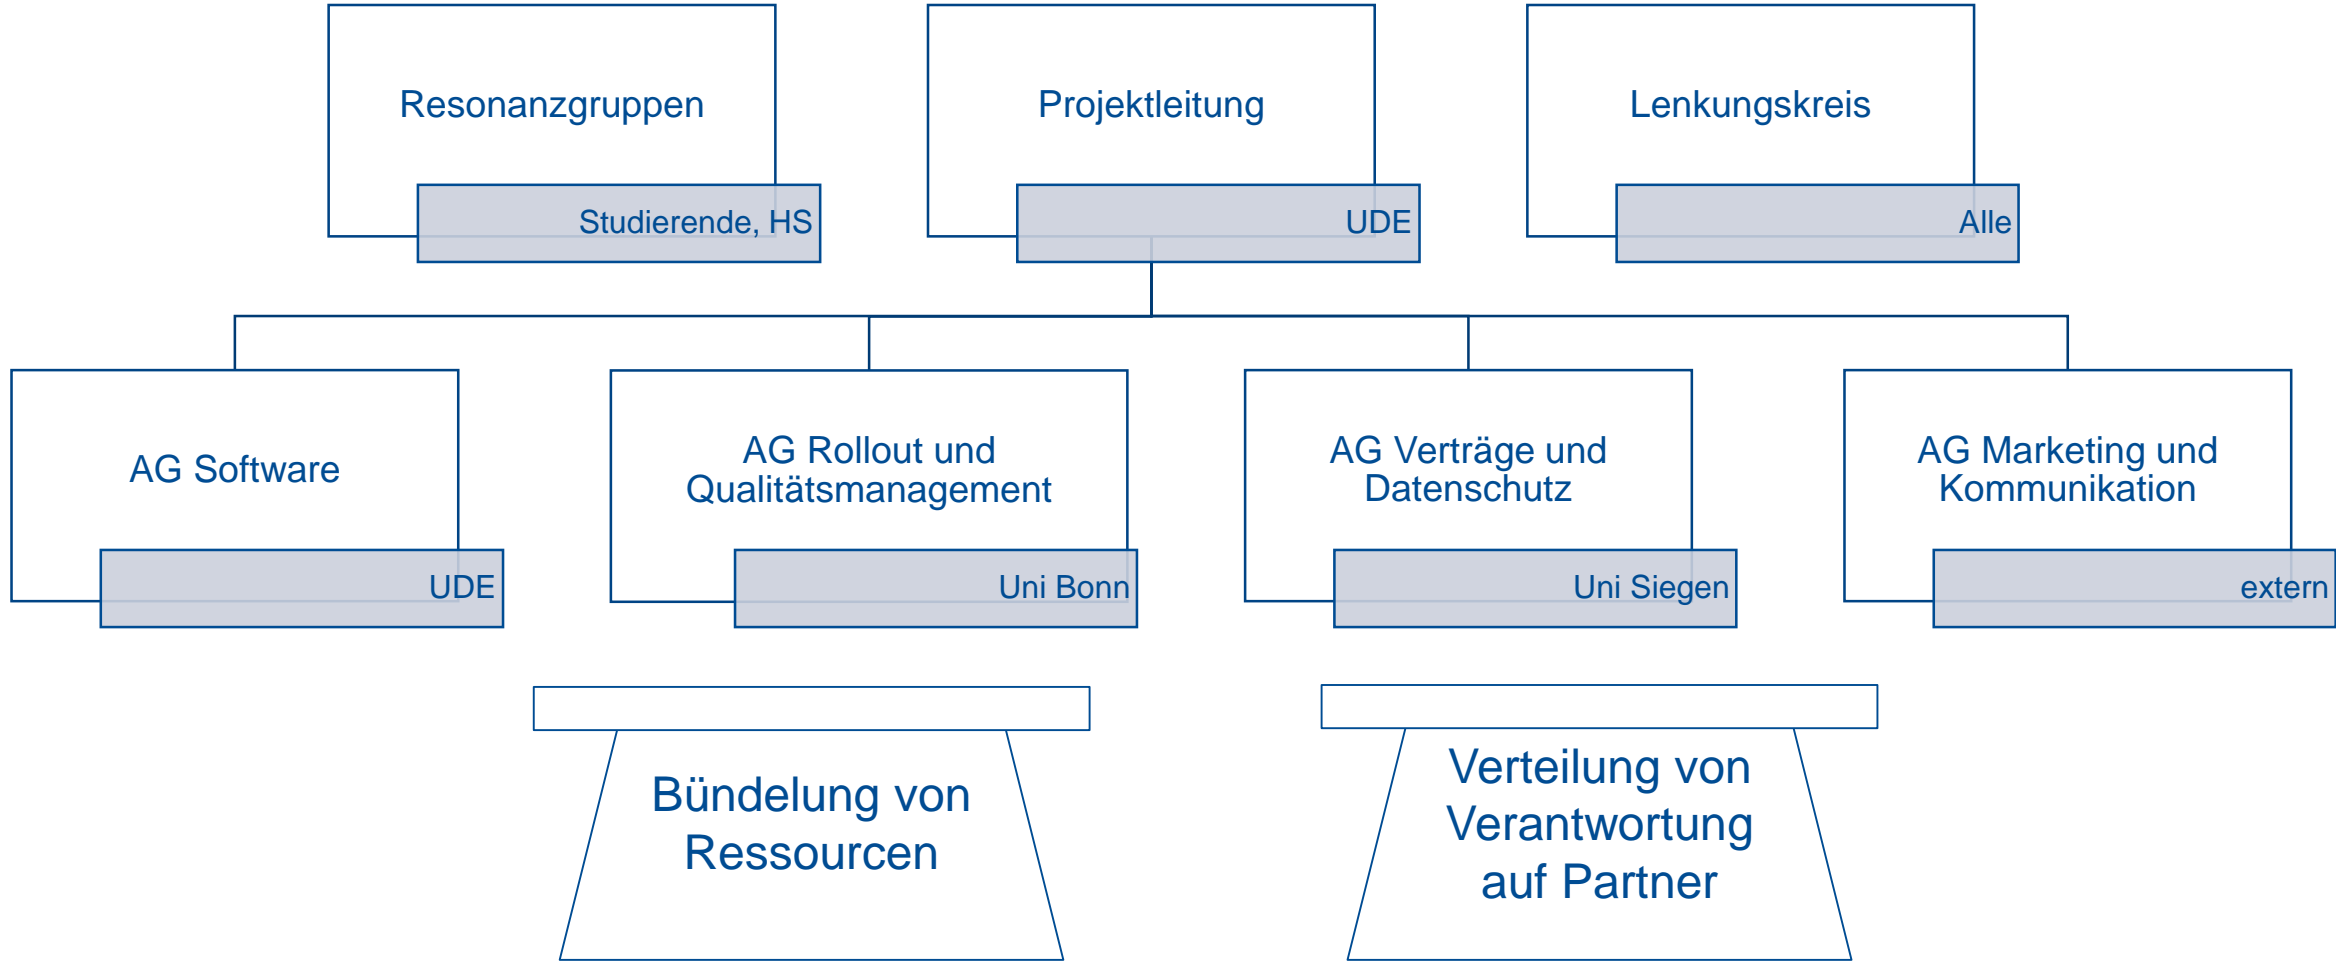 Resonanzgruppen
Studierende, HS
Projektleitung
UDE
Lenkungskreis
Alle
AG Software
UDE
AG Rollout und
Qualitätsmanagement
Uni Bonn
AG Verträge und
Datenschutz
Uni Siegen
AG Marketing und
Kommunikation
extern
Bündelung von
Ressourcen
Verteilung von
Verantwortung
auf Partner